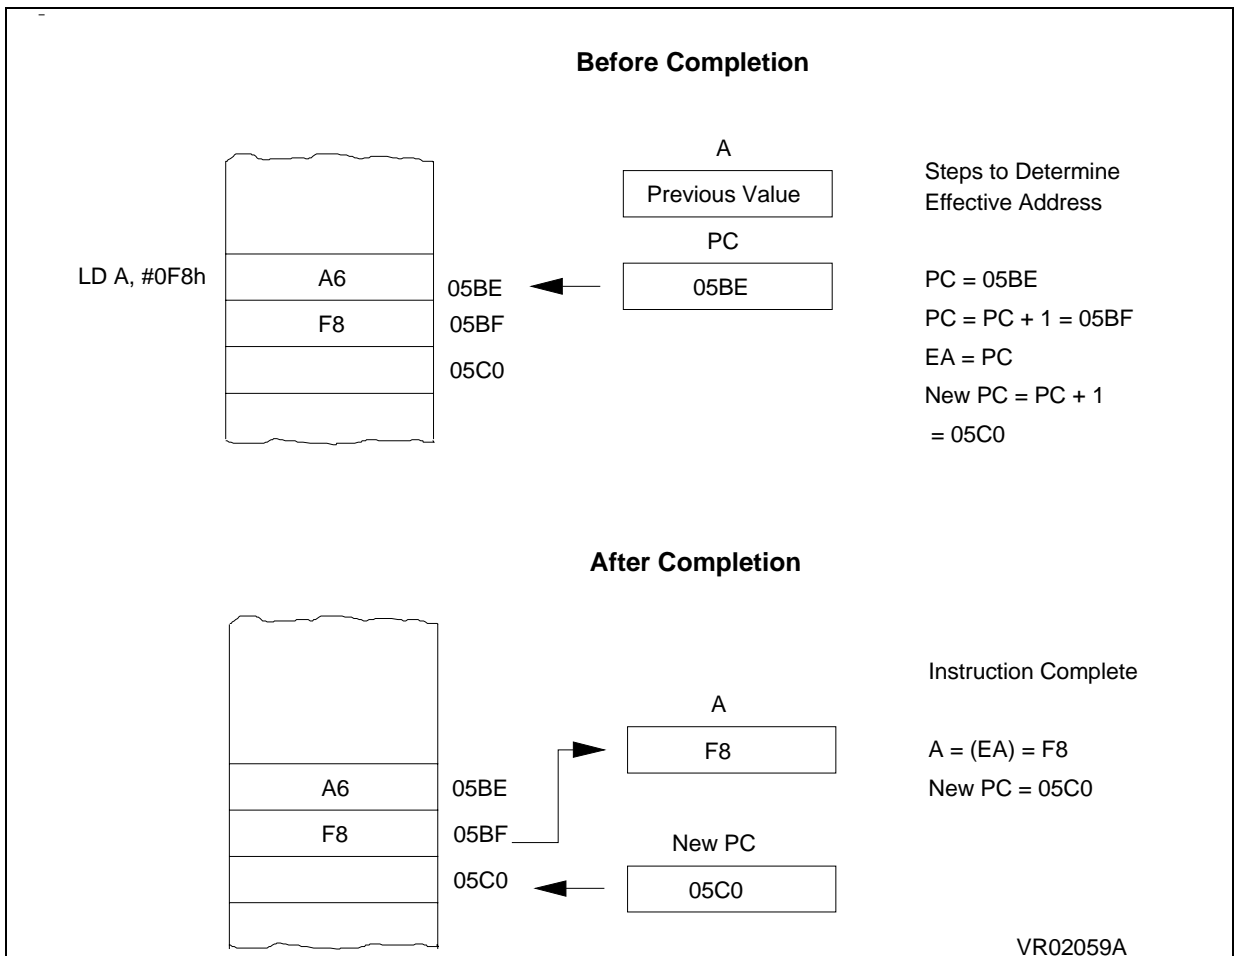 Before Completion
A
Previous Value
PC
05BE
LD A, #0F8h
A6
F8
05BE
05BF
05C0
Steps to Determine
Effective Address
PC = 05BE
PC = PC + 1 = 05BF
EA = PC
New PC = PC + 1
= 05C0
After Completion
A6
F8
05BE
05BF
05C0
A
F8
New PC
05C0
Instruction Complete
A = (EA) = F8
New PC = 05C0
VR02059A